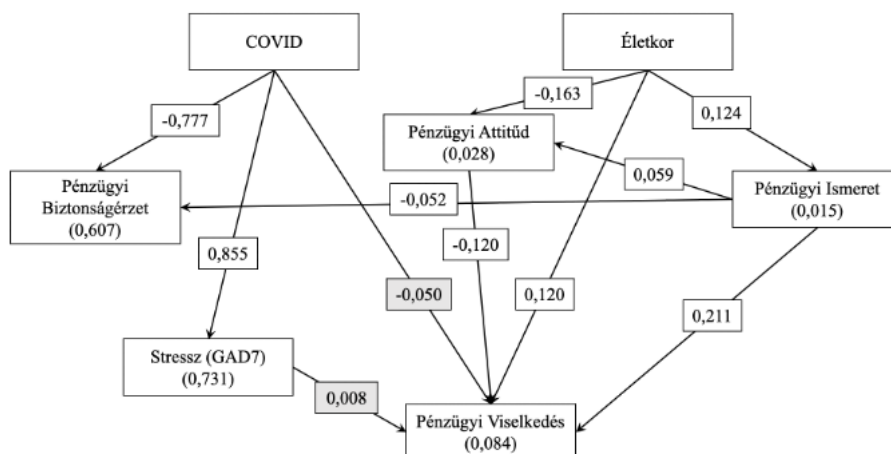 COVID
Életkor
-0,163
-0,777
0,124
Pénzügyi Attitűd
(0,028)
0,059
Pénzügyi
Biztonságérzet
(0,607)
-0,052
Pénzügyi Ismeret
(0,015)
-0,120
0,855
-0,050
0,120
0,211
Stressz (GAD7)
(0,731)
0,008
Pénzügyi Viselkedés
(0,084)